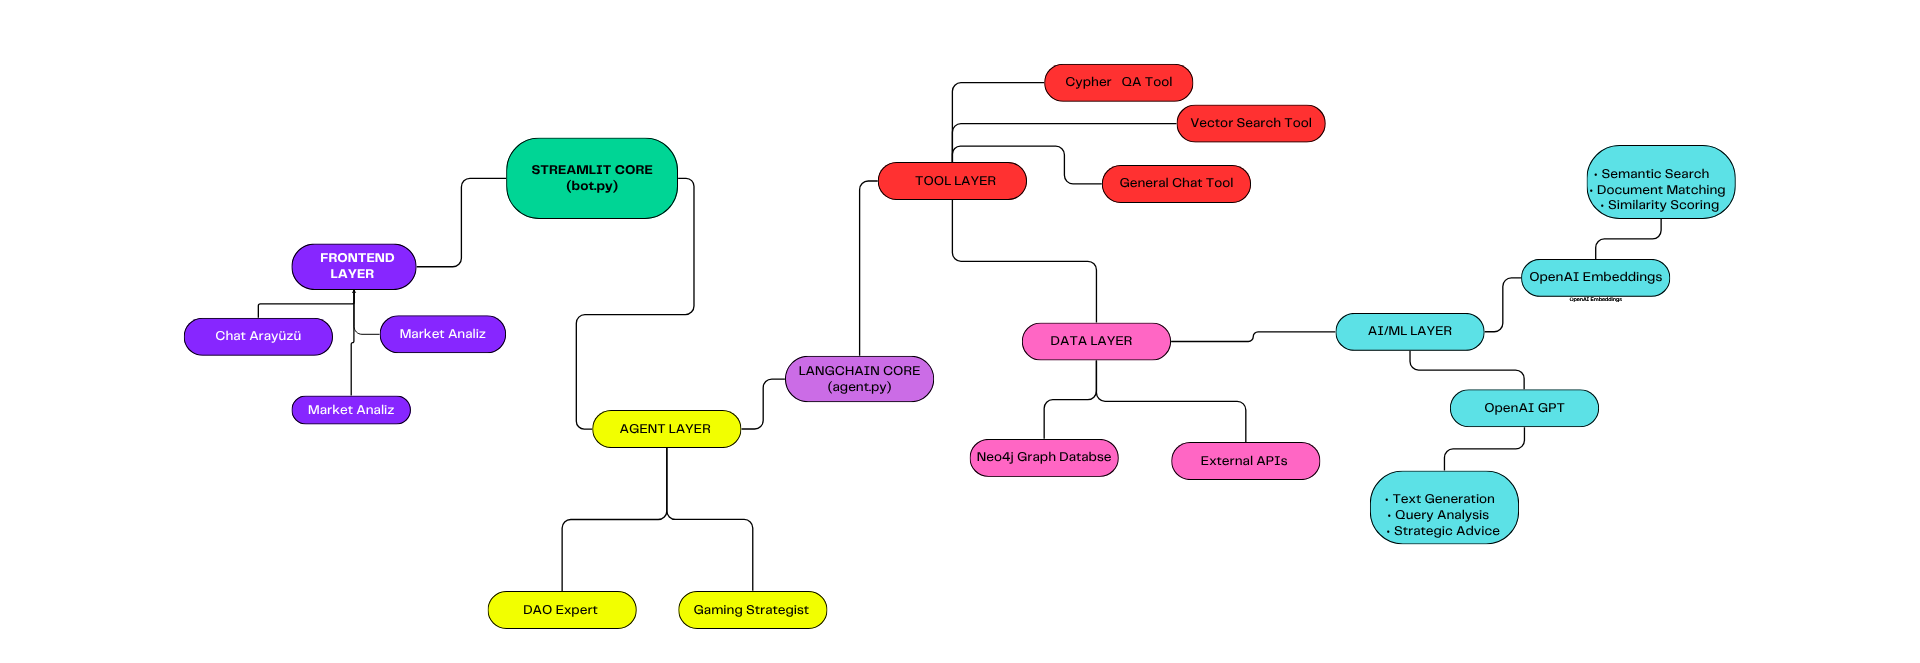 STREAMLIT CORE
(bot.py)
FRONTEND
LAYER
Chat Arayüzü
Market Analiz
Market Analiz
AGENT LAYER
DAO Expert
Gaming Strategist
LANGCHAIN CORE
(agent.py)
TOOL LAYER
Cypher QA Tool
Vector Search Tool
General Chat Tool
DATA LAYER
Neo4j Graph Databse
External APIs
AI/ML LAYER
OpenAI Embeddings
OpenAI Embeddings
• Semantic Search
• Document Matching
• Similarity Scoring
OpenAI GPT
• Text Generation
• Query Analysis
• Strategic Advice